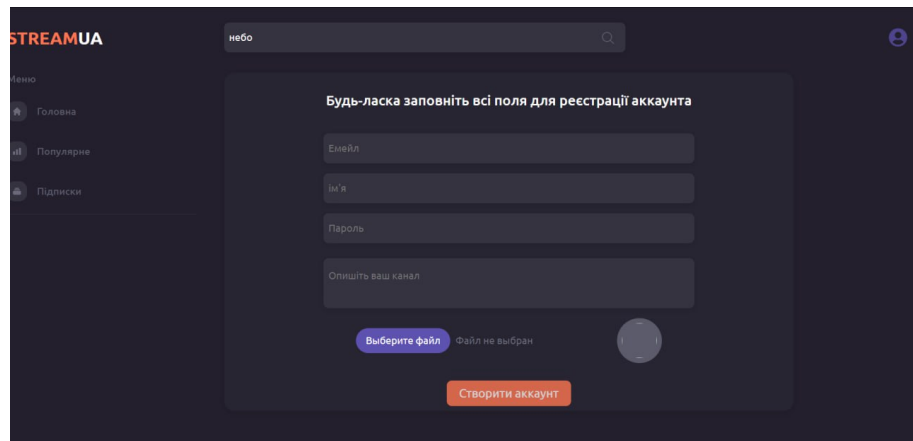 STREAMUA
небо
Меню
Головна
Популярне
Підписки
Будь-ласка заповніть всі поля для реєстрації аккаунта
Емейл
ім'я
Пароль
Опишіть ваш канал
Выберите файл Файл не выбран
Створити аккаунт